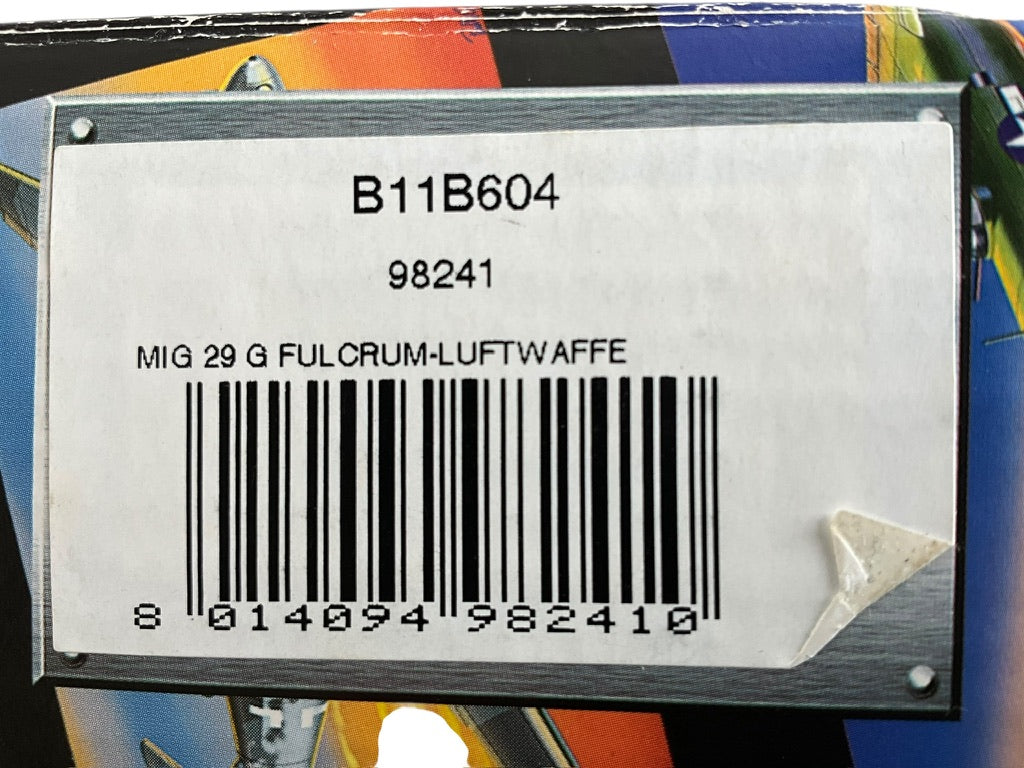 B11B604
98241
MIG 29 G FULCRUM-LUFTWAFFE
8 014094 982410